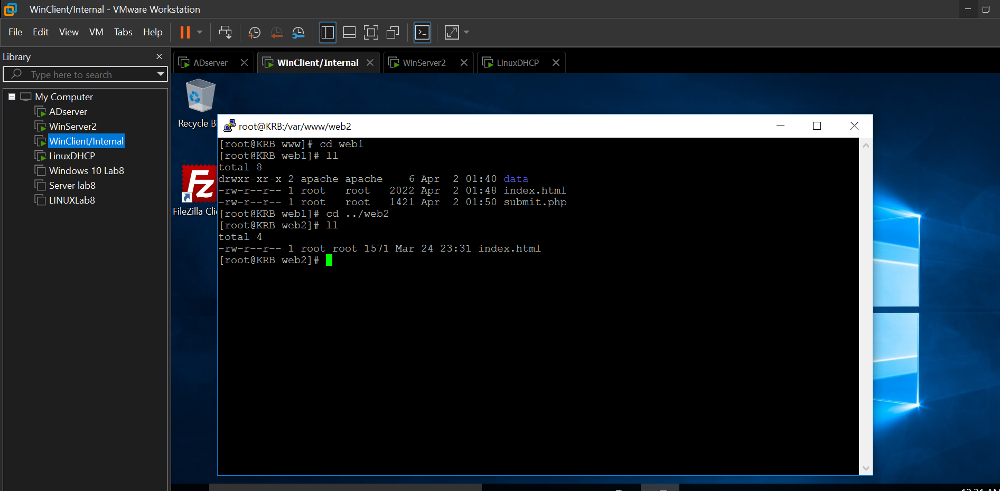 WinClient/Internal - VMware Workstation
File Edit View VM Tabs Help
Library
Type here to search
My Computer
ADserver
WinServer2
WinClient/Internal
LinuxDHCP
Windows 10 Lab8
Server lab8
LINUXLab8
ADserver WinClient/Internal WinServer2 LinuxDHCP
Recycle Bi
FileZilla Clie
root@KRB:/var/www/web2
[root@KRB www]# cd web1
[root@KRB web1]# ll
total 8
drwxr-xr-x 2 apache apache    6 Apr  2 01:40 data
-rw-r--r-- 1 root   root   2022 Apr  2 01:48 index.html
-rw-r--r-- 1 root   root   1421 Apr  2 01:50 submit.php
[root@KRB web1]# cd ../web2
[root@KRB web2]# ll
total 4
-rw-r--r-- 1 root root 1571 Mar 24 23:31 index.html
[root@KRB web2]#